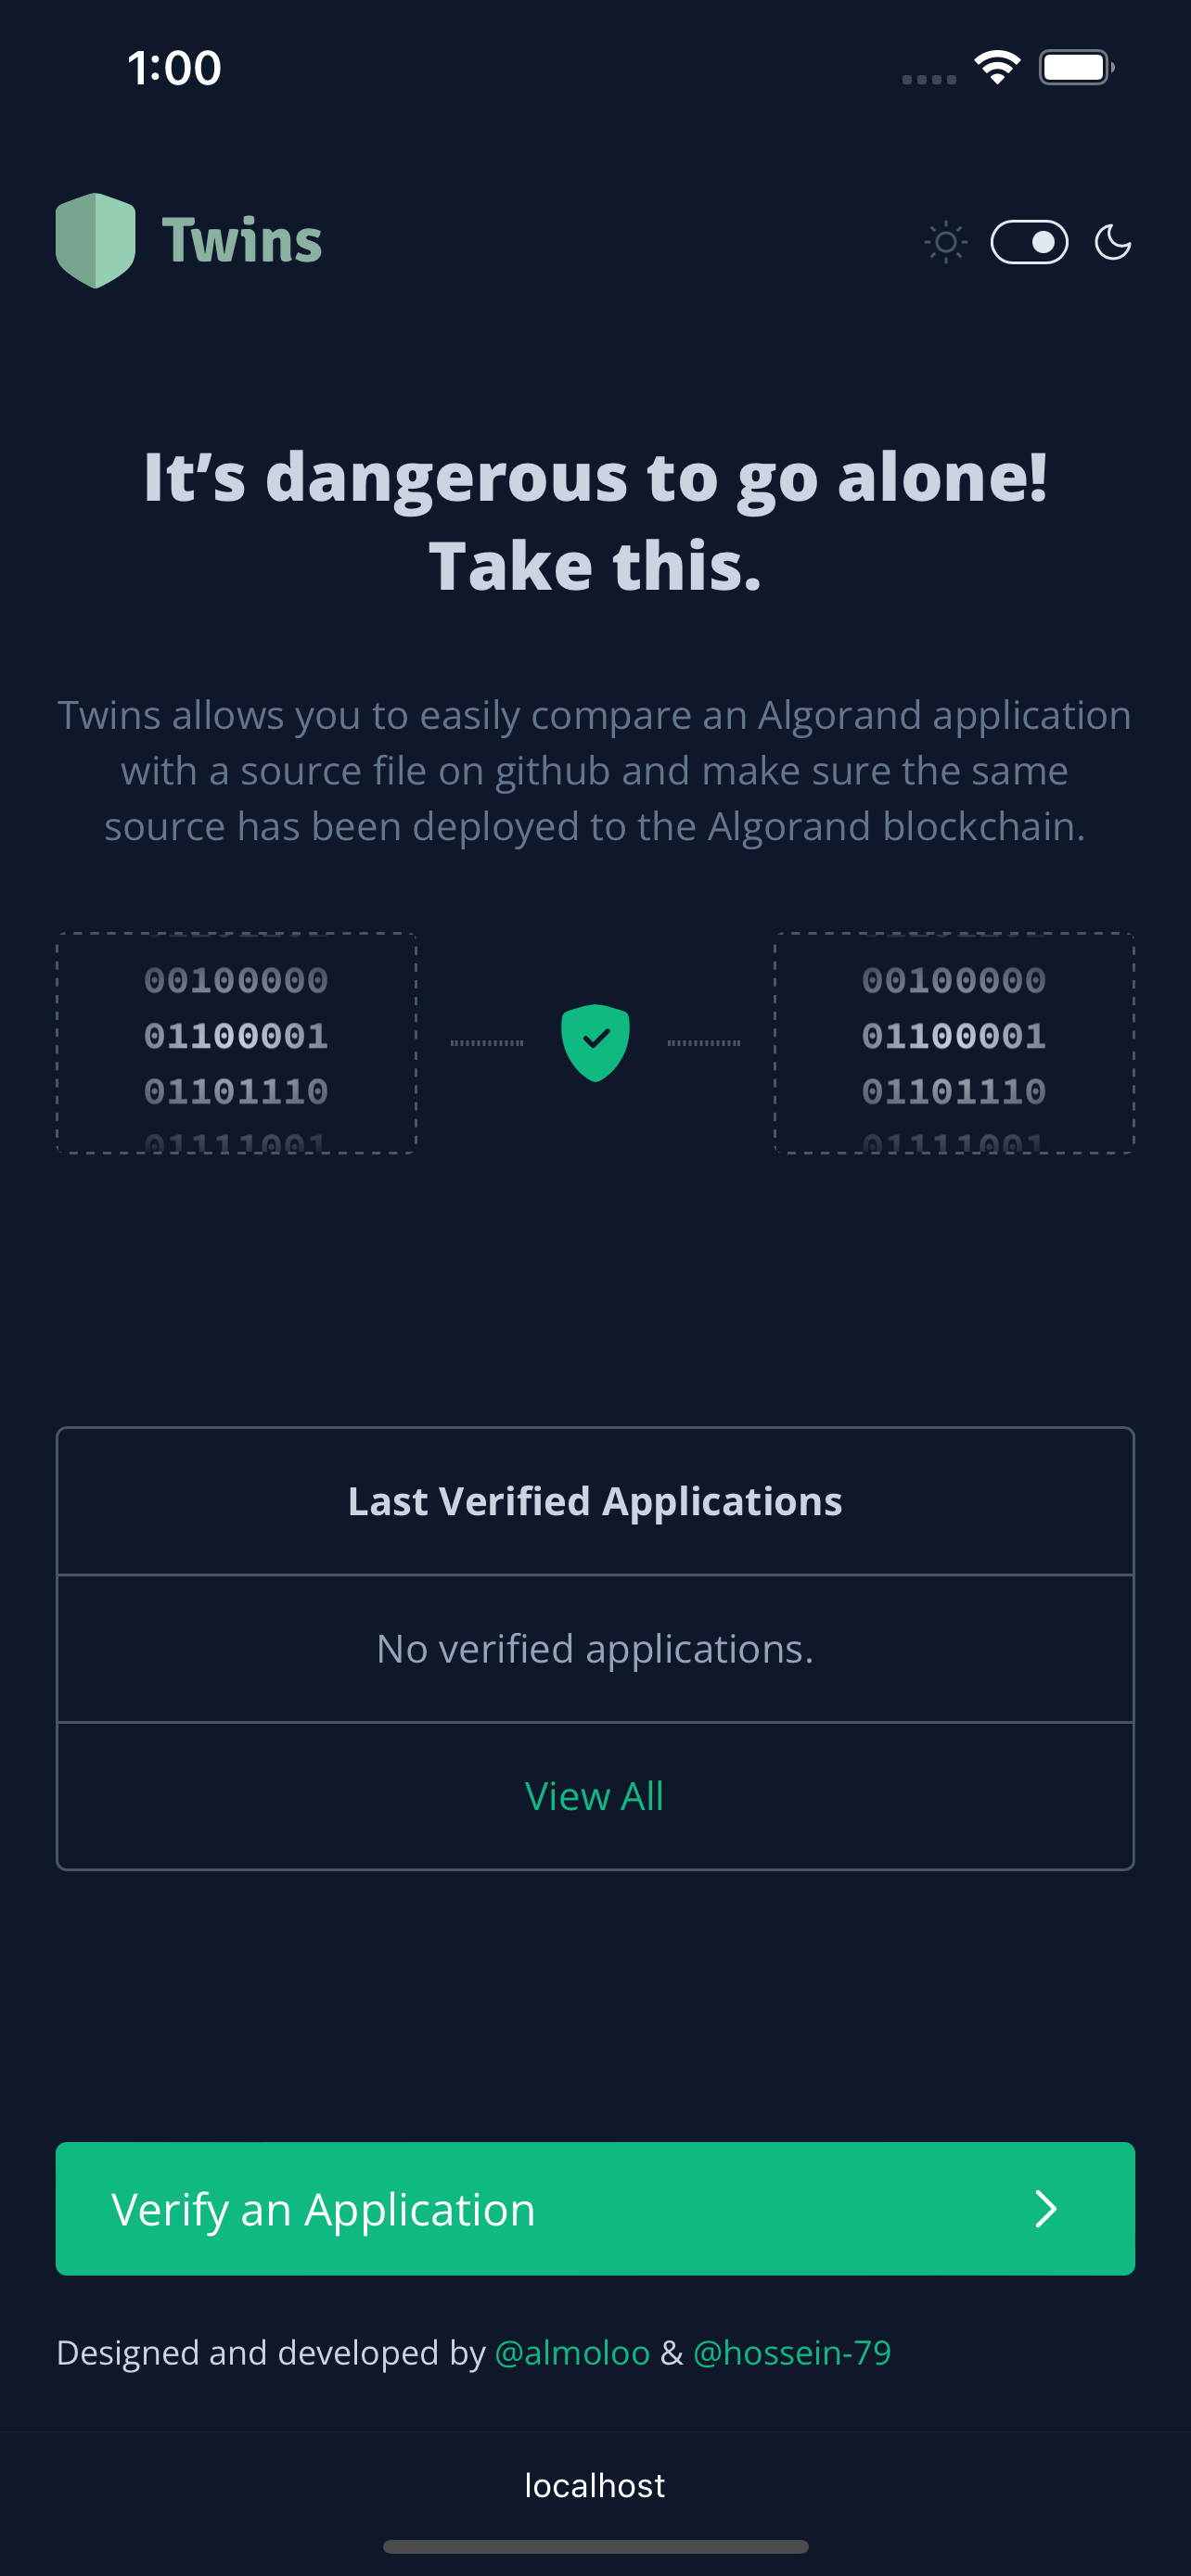 1:00
Twins
It’s dangerous to go alone!
Take this.
Twins allows you to easily compare an Algorand application
with a source file on github and make sure the same
source has been deployed to the Algorand blockchain.
00100000 00100000
01100001 01100001
01101110 01101110
01111001 01111001
Last Verified Applications
No verified applications.
View All
Verify an Application
Designed and developed by @almoloo & @hossein-79
localhost